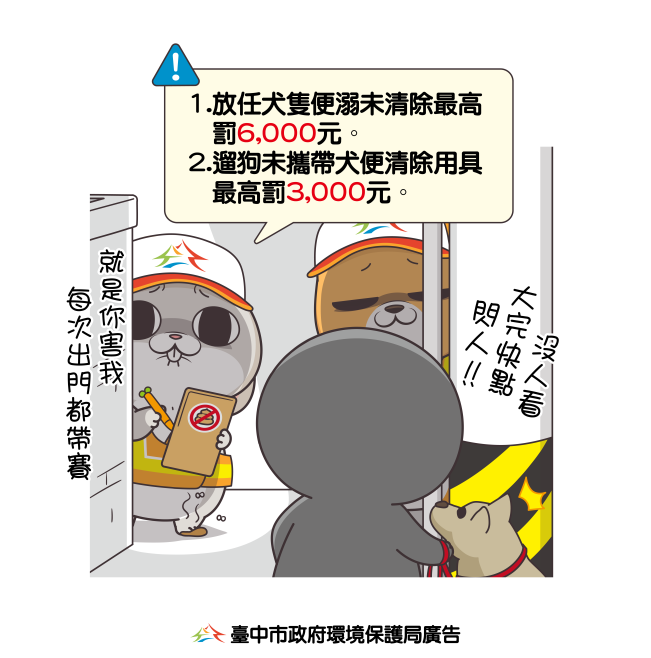 1.放任犬隻便溺未清除最高
罰6,000元。
2.遛狗未攜帶犬便清除用具
最高罰3,000元。
就是你害我
每次出門都帶賽
沒人看
大完快點
閃人!!
臺中市政府環境保護局廣告